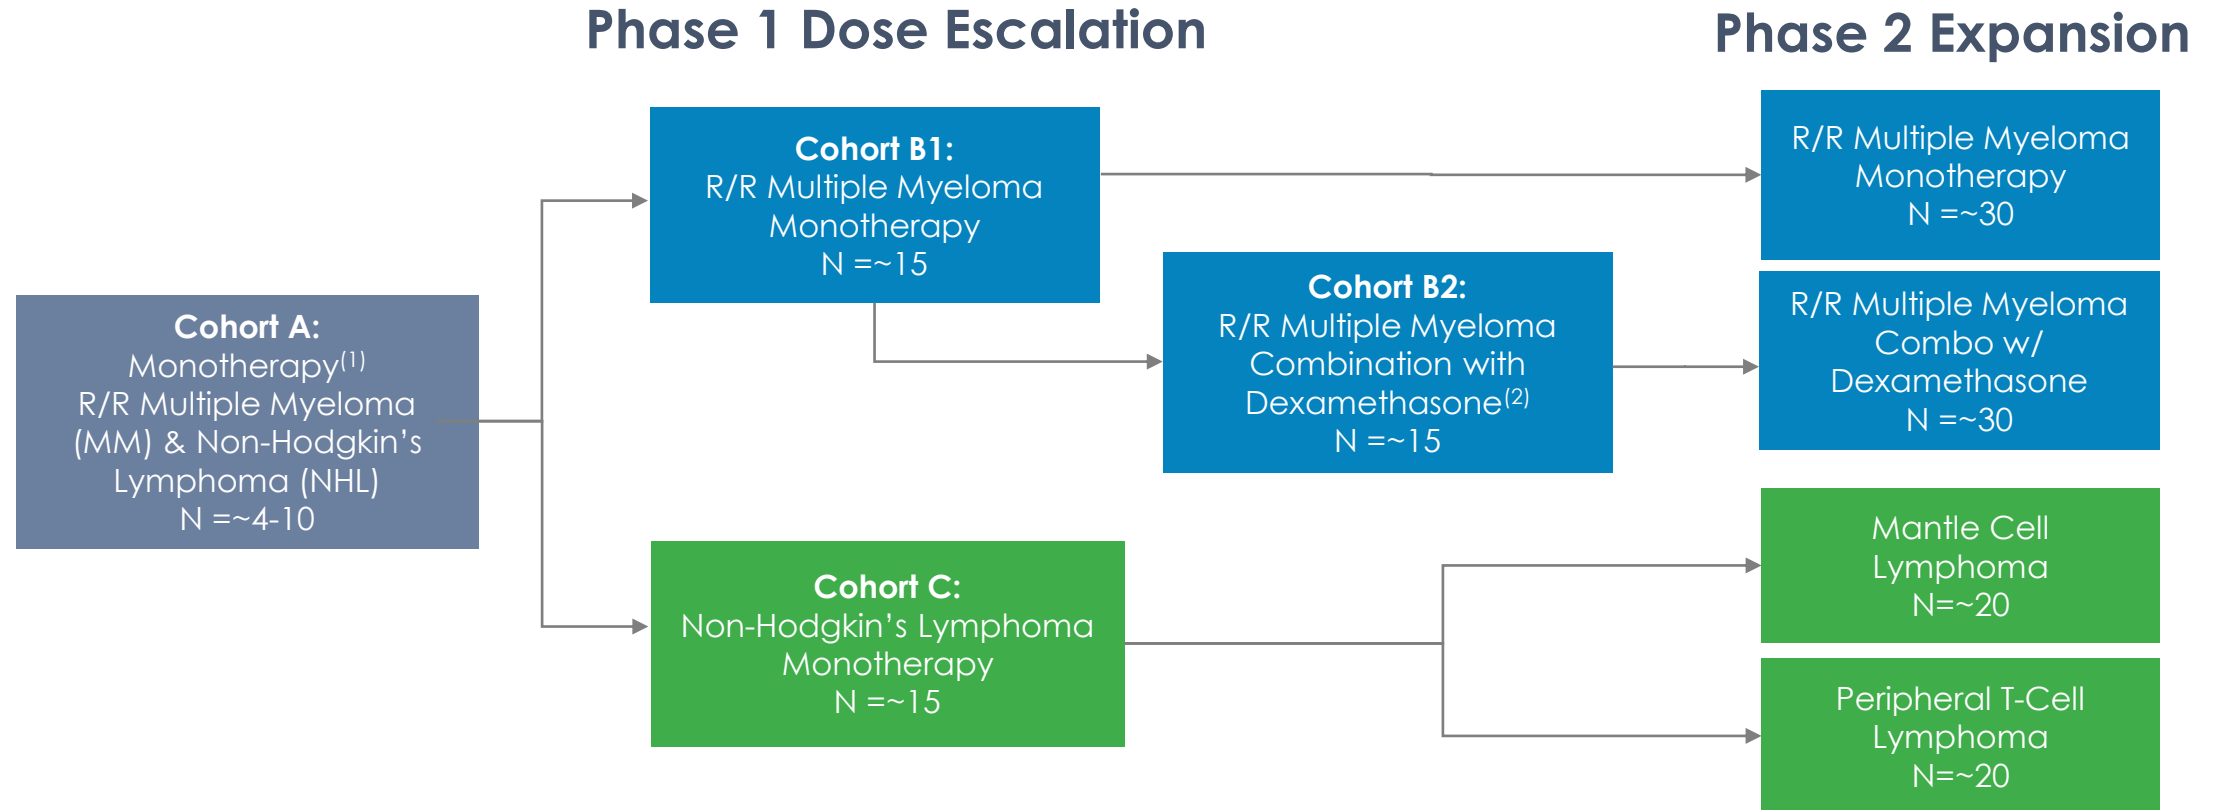 Phase 1 Dose Escalation
Phase 2 Expansion
Cohort A:
Monotherapy(1)
R/R Multiple Myeloma
(MM) & Non-Hodgkin's
Lymphoma (NHL)
N =~4-10
Cohort B1:
R/R Multiple Myeloma
Monotherapy
N =~15
Cohort B2:
R/R Multiple Myeloma
Combination with
Dexamethasone(2)
N =~15
Cohort C:
Non-Hodgkin's Lymphoma
Monotherapy
N =~15
R/R Multiple Myeloma
Monotherapy
N =~30
R/R Multiple Myeloma
Combo w/
Dexamethasone
N =~30
Mantle Cell
Lymphoma
N=~20
Peripheral T-Cell
Lymphoma
N=~20